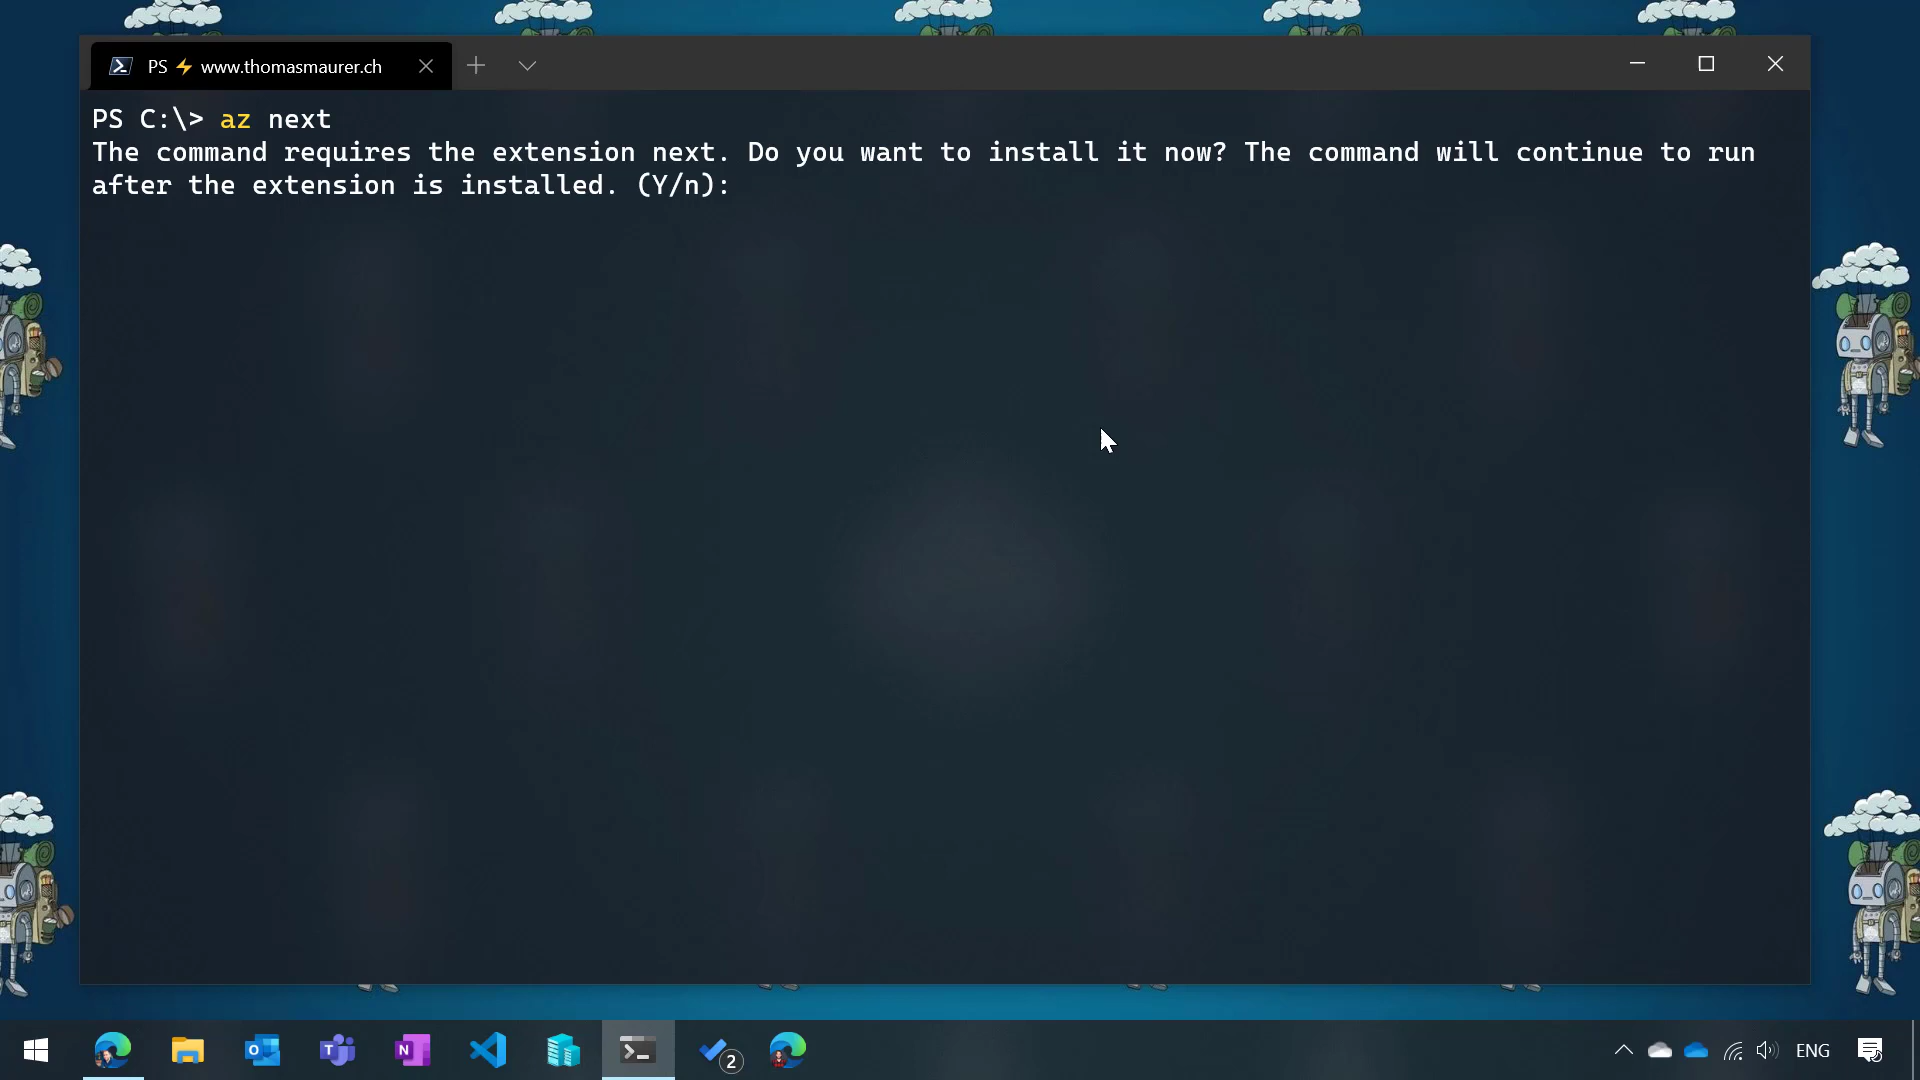 PS ⚡ www.thomasmaurer.ch
PS C:\> az next
The command requires the extension next. Do you want to install it now? The command will continue to run
after the extension is installed. (Y/n):
2
ENG